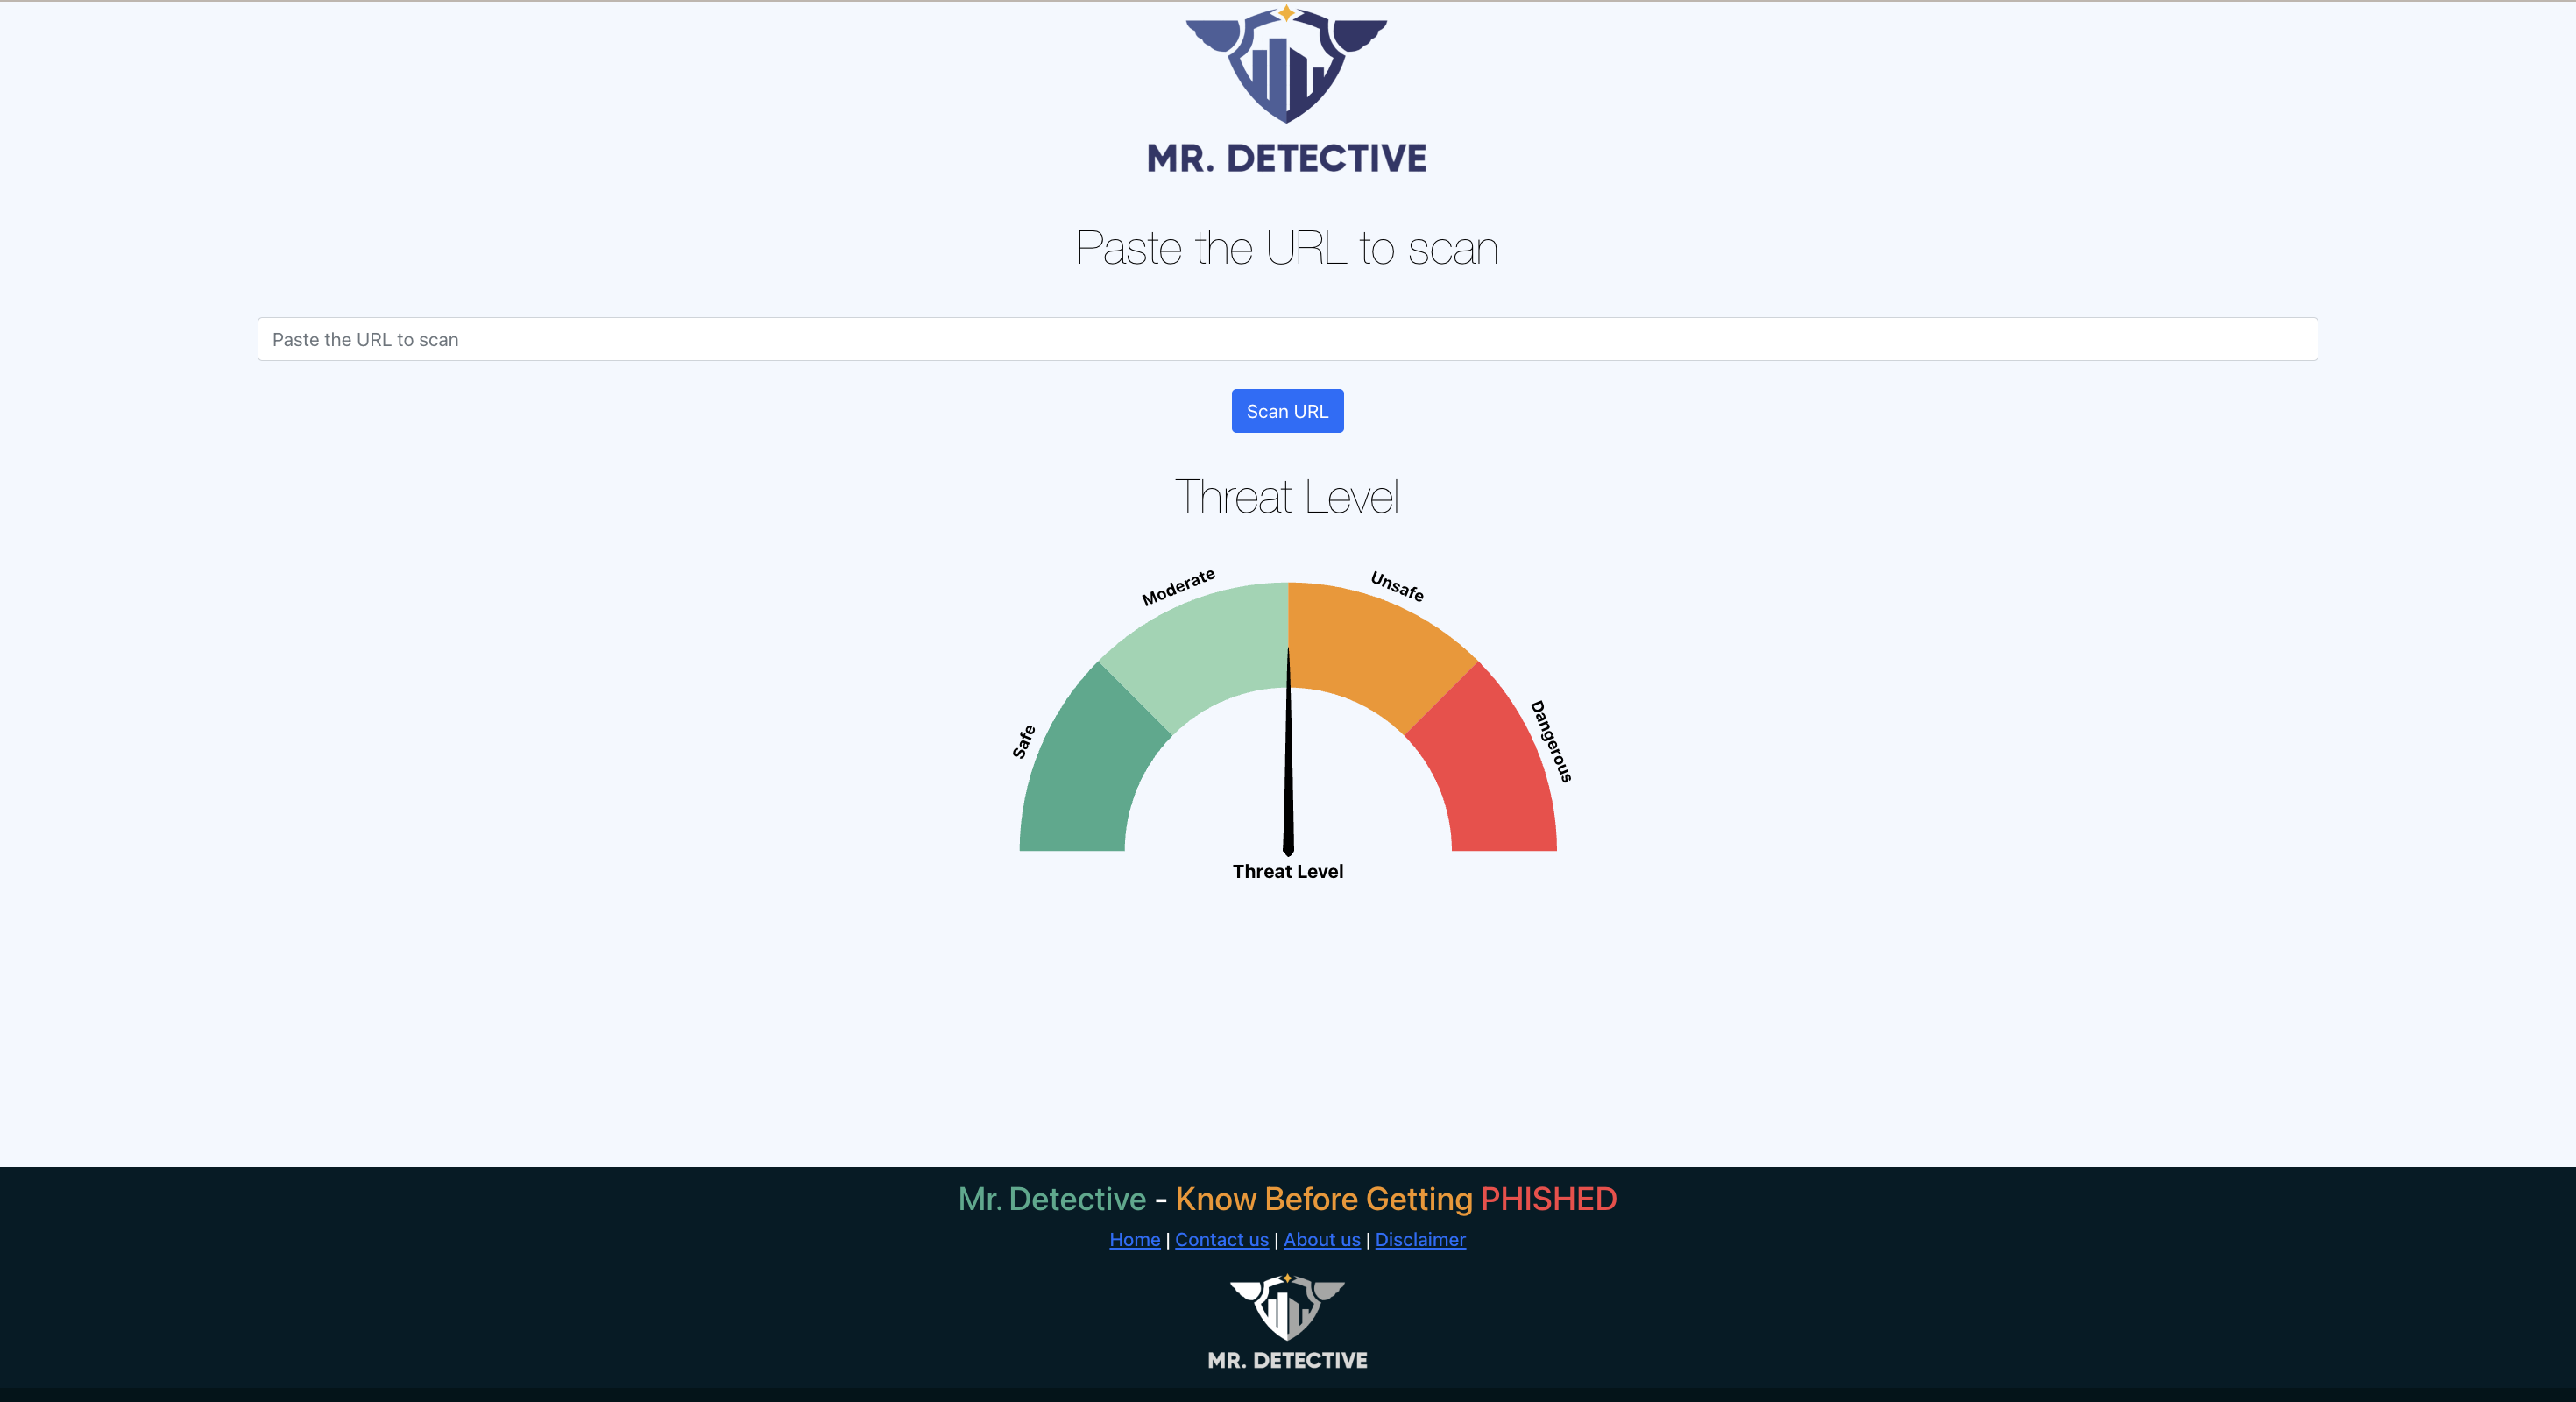 MR. DETECTIVE
Paste the URL to scan
Paste the URL to scan
Scan URL
Threat Level
Moderate
Unsafe
Safe
Dangerous
Threat Level
Mr. Detective - Know Before Getting PHISHED
Home | Contact us | About us | Disclaimer
MR. DETECTIVE